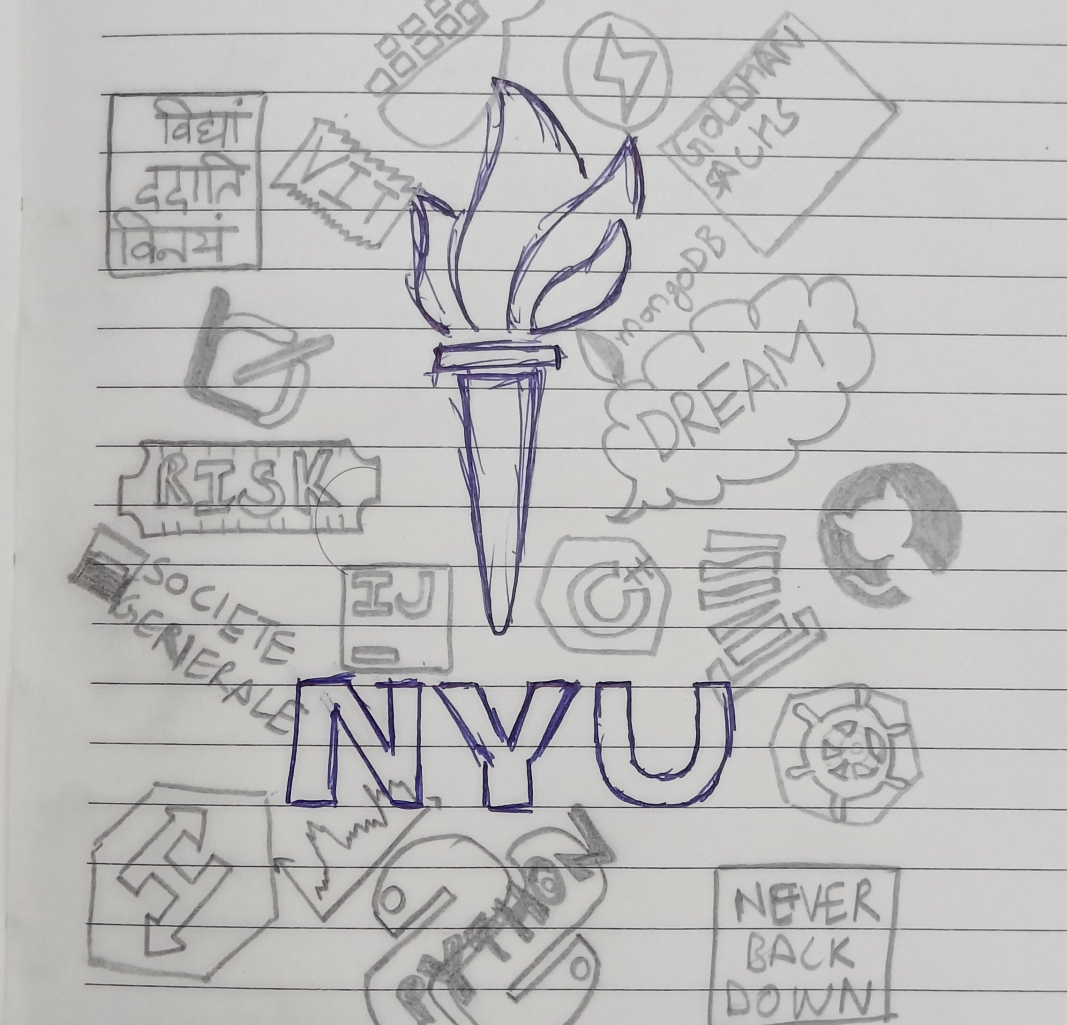 विद्यां
ददाति
विनयं
VIT
GOLDMAN
SACHS
mongoDB
DREAM
RISK
SOCIETE
GENERALE
IJ
C
NYU
PYTHON
NEVER
BACK
DOWN